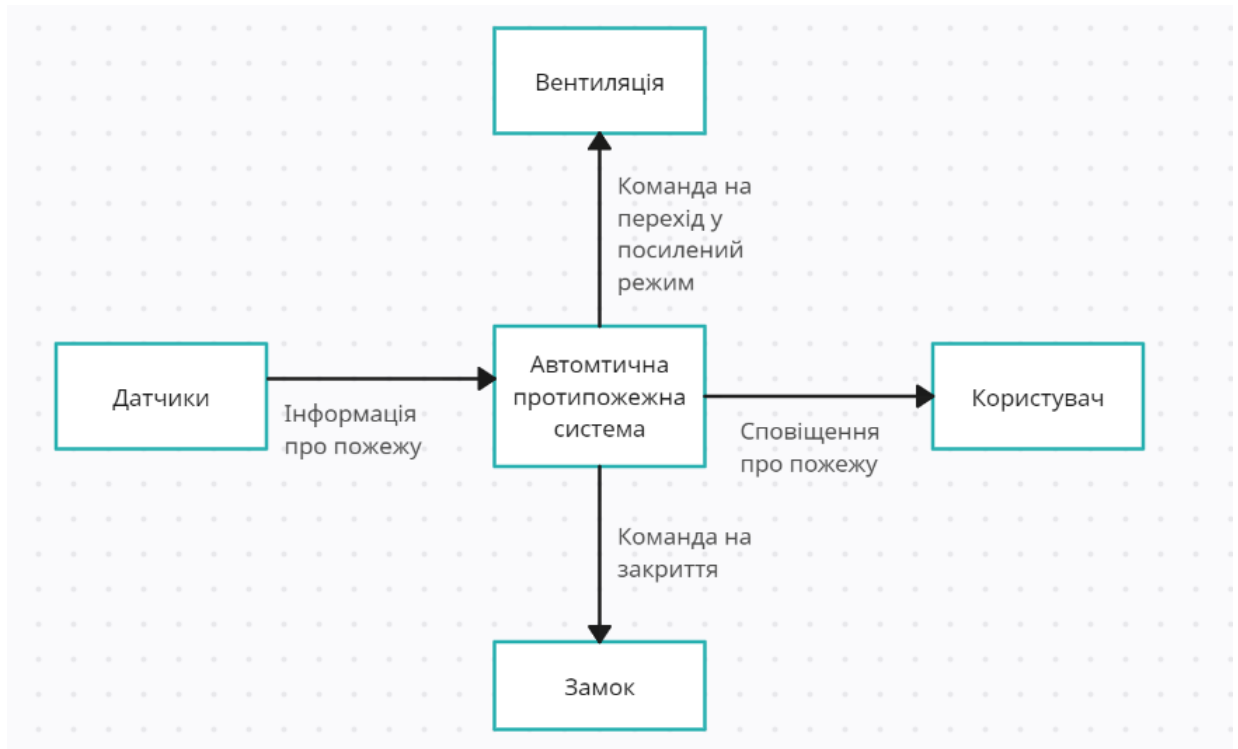 Вентиляція
Команда на
перехід у
посилений
режим
Датчики
Інформація
про пожежу
Автомтична
протипожежна
система
Сповіщення
про пожежу
Користувач
Команда на
закриття
Замок